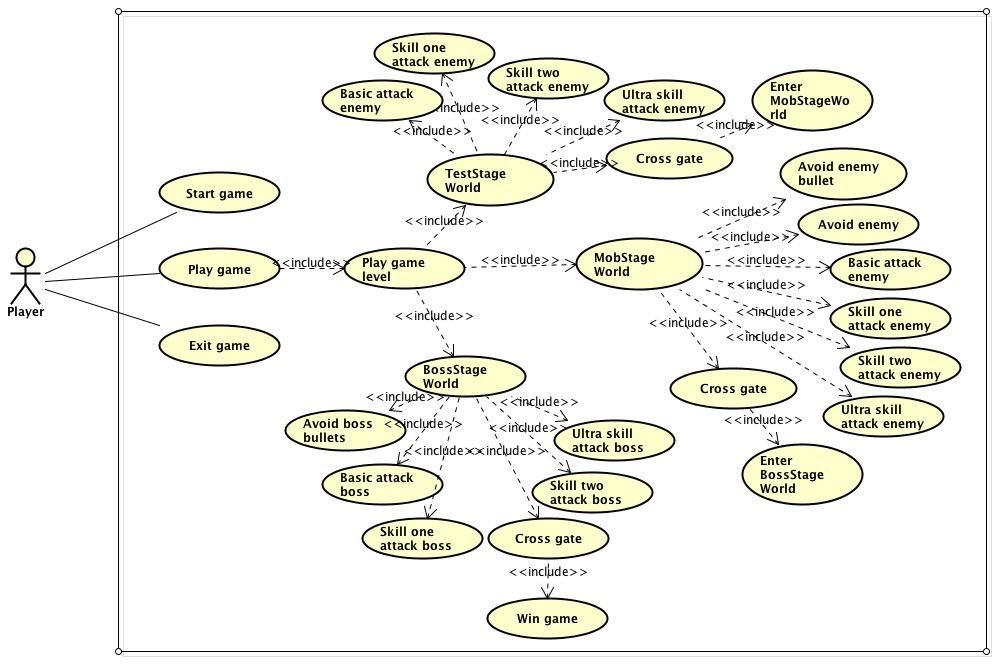 Skill one
attack enemy
Skill two
attack enemy
Basic attack
enemy
Ultra skill
attack enemy
Enter
MobStageWo
rld
<<include>>
<<include>>
<<include>>
<<include>>
<<include>>
<<include>>
Cross gate
TestStage
World
Start game
Avoid enemy
bullet
<<include>>
<<include>>
Avoid enemy
<<include>>
Play game
<<include>>
Play game
level
<<include>>
MobStage
World
Basic attack
enemy
<<include>>
Skill one
attack enemy
<<include>>
<<include>>
<<include>>
<<include>>
Player
Exit game
Skill two
attack enemy
BossStage
World
Cross gate
Ultra skill
attack enemy
<<include>>
<<include>>
<<include>>
Avoid boss
bullets
<<include>>
<<include>>
Ultra skill
attack boss
<<include>>
<<include>>
Enter
BossStage
World
Basic attack
boss
Skill two
attack boss
Skill one
attack boss
Cross gate
<<include>>
Win game